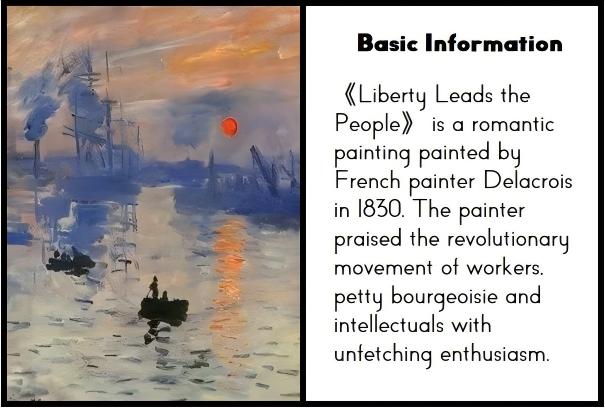 Basic Information
《Liberty Leads the
People》 is a romantic
painting painted by
French painter Delacrois
in 1830. The painter
praised the revolutionary
movement of workers.
petty bourgeoisie and
intellectuals with
unfetching enthusiasm.